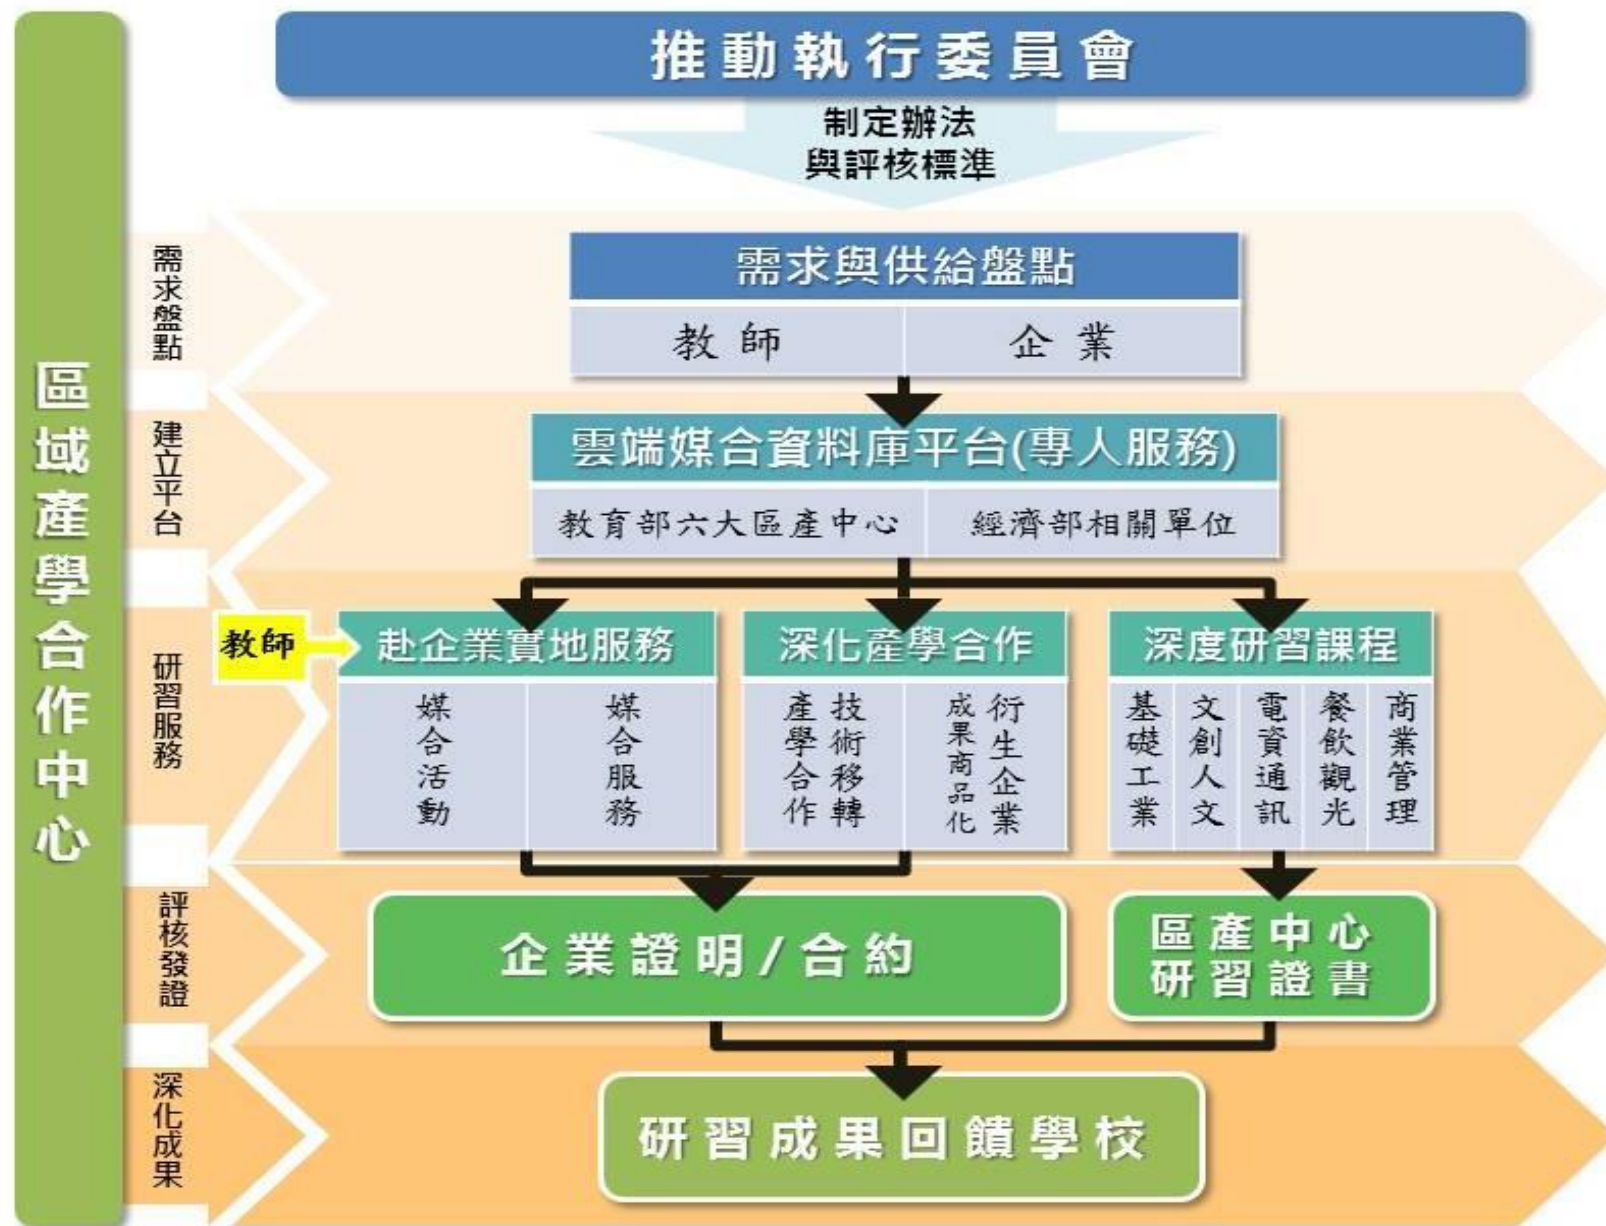 區域產學合作中心
推動執行委員會
制定辦法
與評核標準
需求盤點
需求與供給盤點
教師
企業
建立平台
雲端媒合資料庫平台(專人服務)
教育部六大區產中心
經濟部相關單位
研習服務
教師
赴企業實地服務
媒合活動
媒合服務
深化產學合作
產學合作
技術移轉
成果商品化
衍生企業
深度研習課程
基礎工業
文創人文
電資通訊
餐飲觀光
商業管理
評核發證
企業證明/合約
區產中心
研習證書
深化成果
研習成果回饋學校